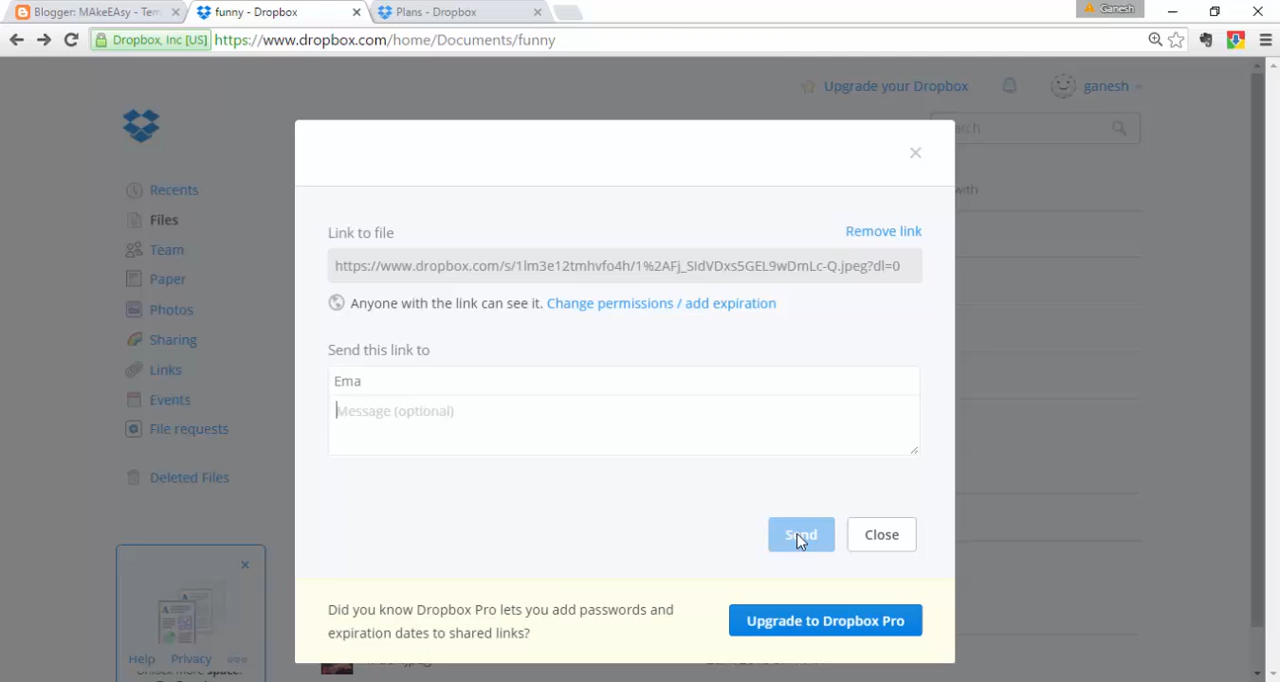 Blogger: MAkeEAsy - Tem
funny - Dropbox
Plans - Dropbox
Ganesh
Dropbox, Inc [US]
https://www.dropbox.com/home/Documents/funny
Upgrade your Dropbox
ganesh
Recents
Files
Team
Paper
Photos
Sharing
Links
Events
File requests
Deleted Files
with
Link to file
Remove link
https://www.dropbox.com/s/1lm3e12tmhvfo4h/1%2AFj_SIdVDxs5GEL9wDmLc-Q.jpeg?dl=0
Anyone with the link can see it. Change permissions / add expiration
Send this link to
Ema
Message (optional)
Send
Close
Did you know Dropbox Pro lets you add passwords and
expiration dates to shared links?
Upgrade to Dropbox Pro
Help Privacy